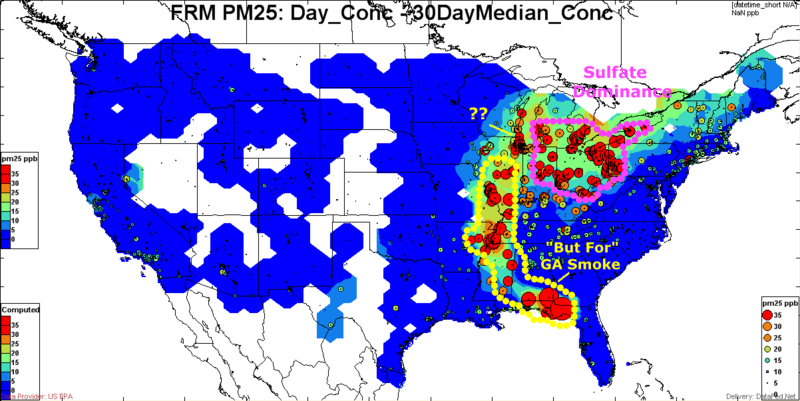 FRM PM25: Day_Conc - 30DayMedian_Conc
[datetime_short N/A]
NaN ppb
Sulfate
Dominance
??
"But For"
GA Smoke
pm25 ppb
35
30
25
20
15
10
5
0
Computed
35
30
25
20
15
10
5
0
pm25 ppb
35
30
25
20
15
10
5
0
Data Provider: US EPA
Delivery: DataFed.Net